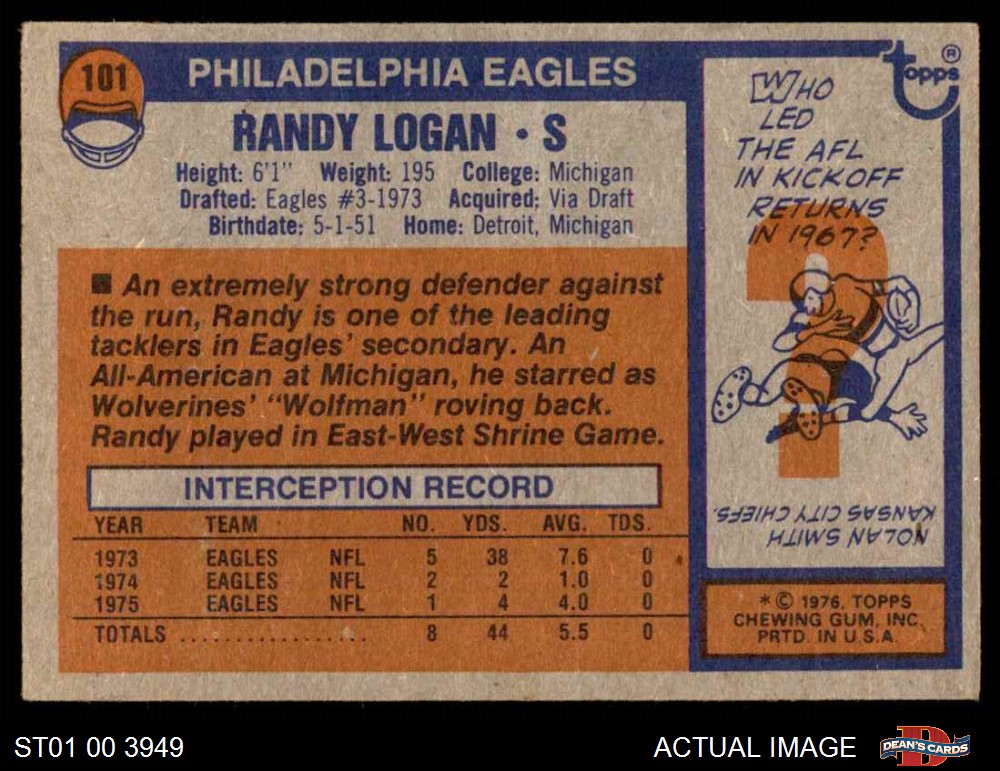 101
PHILADELPHIA EAGLES
RANDY LOGAN • S
Height: 6'1" Weight: 195 College: Michigan
Drafted: Eagles #3-1973 Acquired: Via Draft
Birthdate: 5-1-51 Home: Detroit, Michigan
■ An extremely strong defender against
the run, Randy is one of the leading
tacklers in Eagles' secondary. An
All-American at Michigan, he starred as
Wolverines' "Wolfman" roving back.
Randy played in East-West Shrine Game.
INTERCEPTION RECORD
YEAR TEAM NO. YDS. AVG. TDS.
1973 EAGLES NFL 5 38 7.6 0
1974 EAGLES NFL 2 2 1.0 0
1975 EAGLES NFL 1 4 4.0 0
TOTALS .................. 8 44 5.5 0
Topps®
WHO
LED
THE AFL
IN KICKOFF
RETURNS
IN 1967?
?
NOLAN SMITH
KANSAS CITY CHIEFS.
* © 1976, TOPPS
CHEWING GUM, INC.
PRTD. IN U.S.A.
ST01 00 3949
ACTUAL IMAGE
DEAN'S CARDS